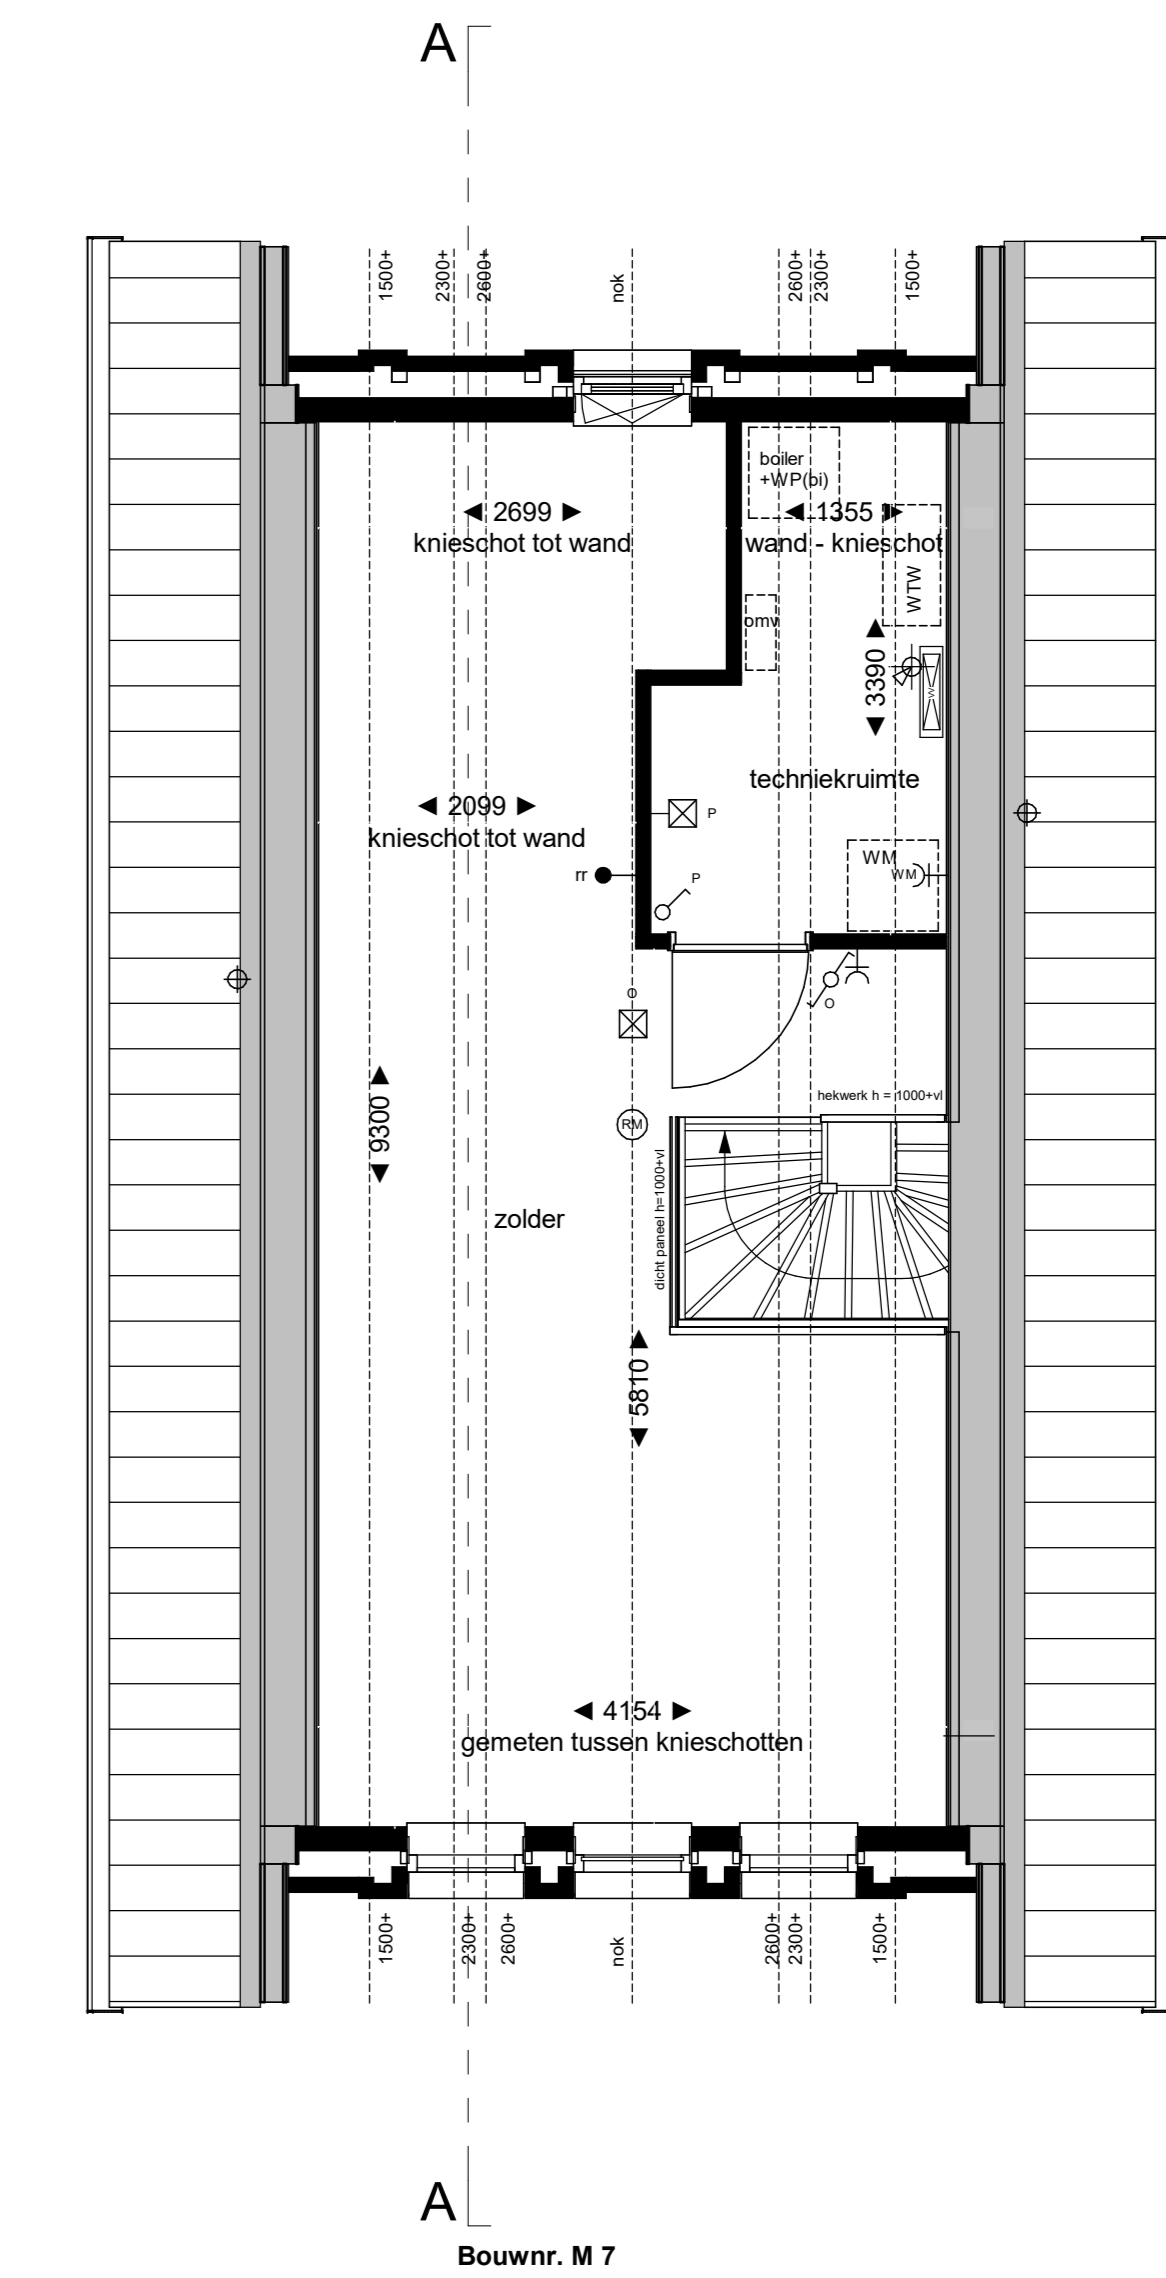 A
1500+
2300+
2600+
nok
2600+
2300+
1500+
boiler
+WP(bi)
2699
knieschot tot wand
1355
wand - knieschot
WTW
omv
3390
W
techniekruimte
2099
knieschot tot wand
P
WM
WM
rr
P
O
O
hekwerk h = 1000+vl
9300
RM
dicht paneel h=1000+vl
zolder
5810
4154
gemeten tussen knieschotten
1500+
2300+
2600+
nok
2600+
2300+
1500+
A
Bouwnr. M 7